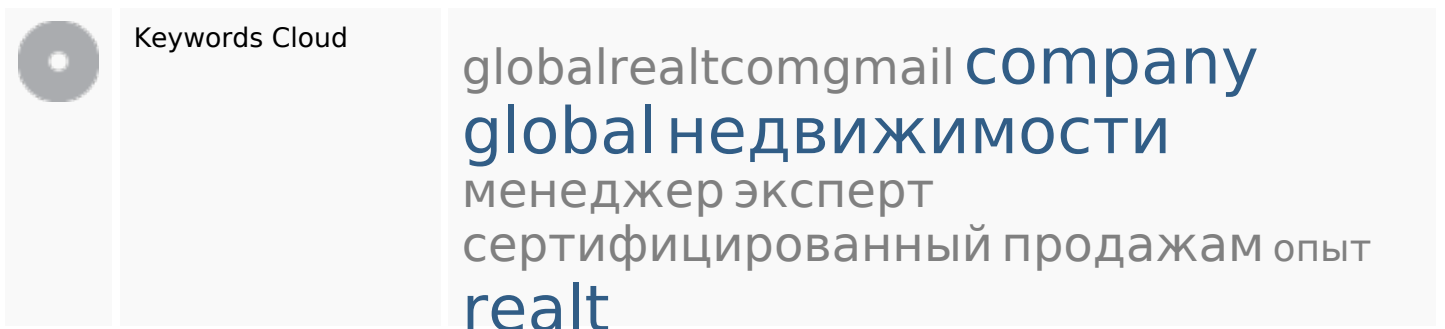 Keywords Cloud
globalrealtcomgmail company
global недвижимости
менеджер эксперт
сертифицированный продажам опыт
realt